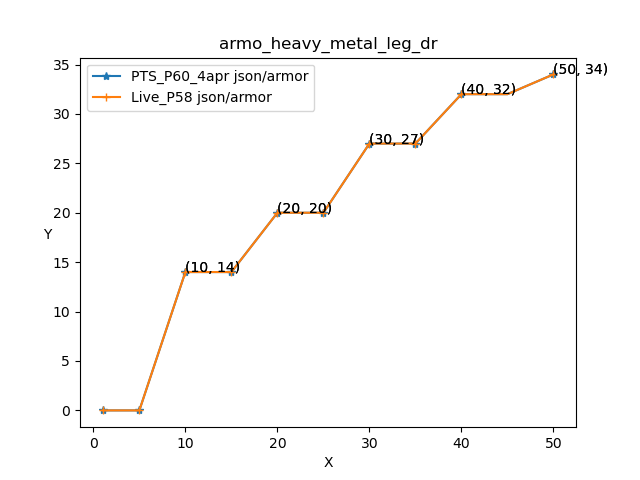 armo_heavy_metal_leg_dr
PTS_P60_4apr json/armor
Live_P58 json/armor
(50, 34)
(40, 32)
(30, 27)
(20, 20)
(10, 14)
35
30
25
20
15
10
5
0
Y
0 10 20 30 40 50
X